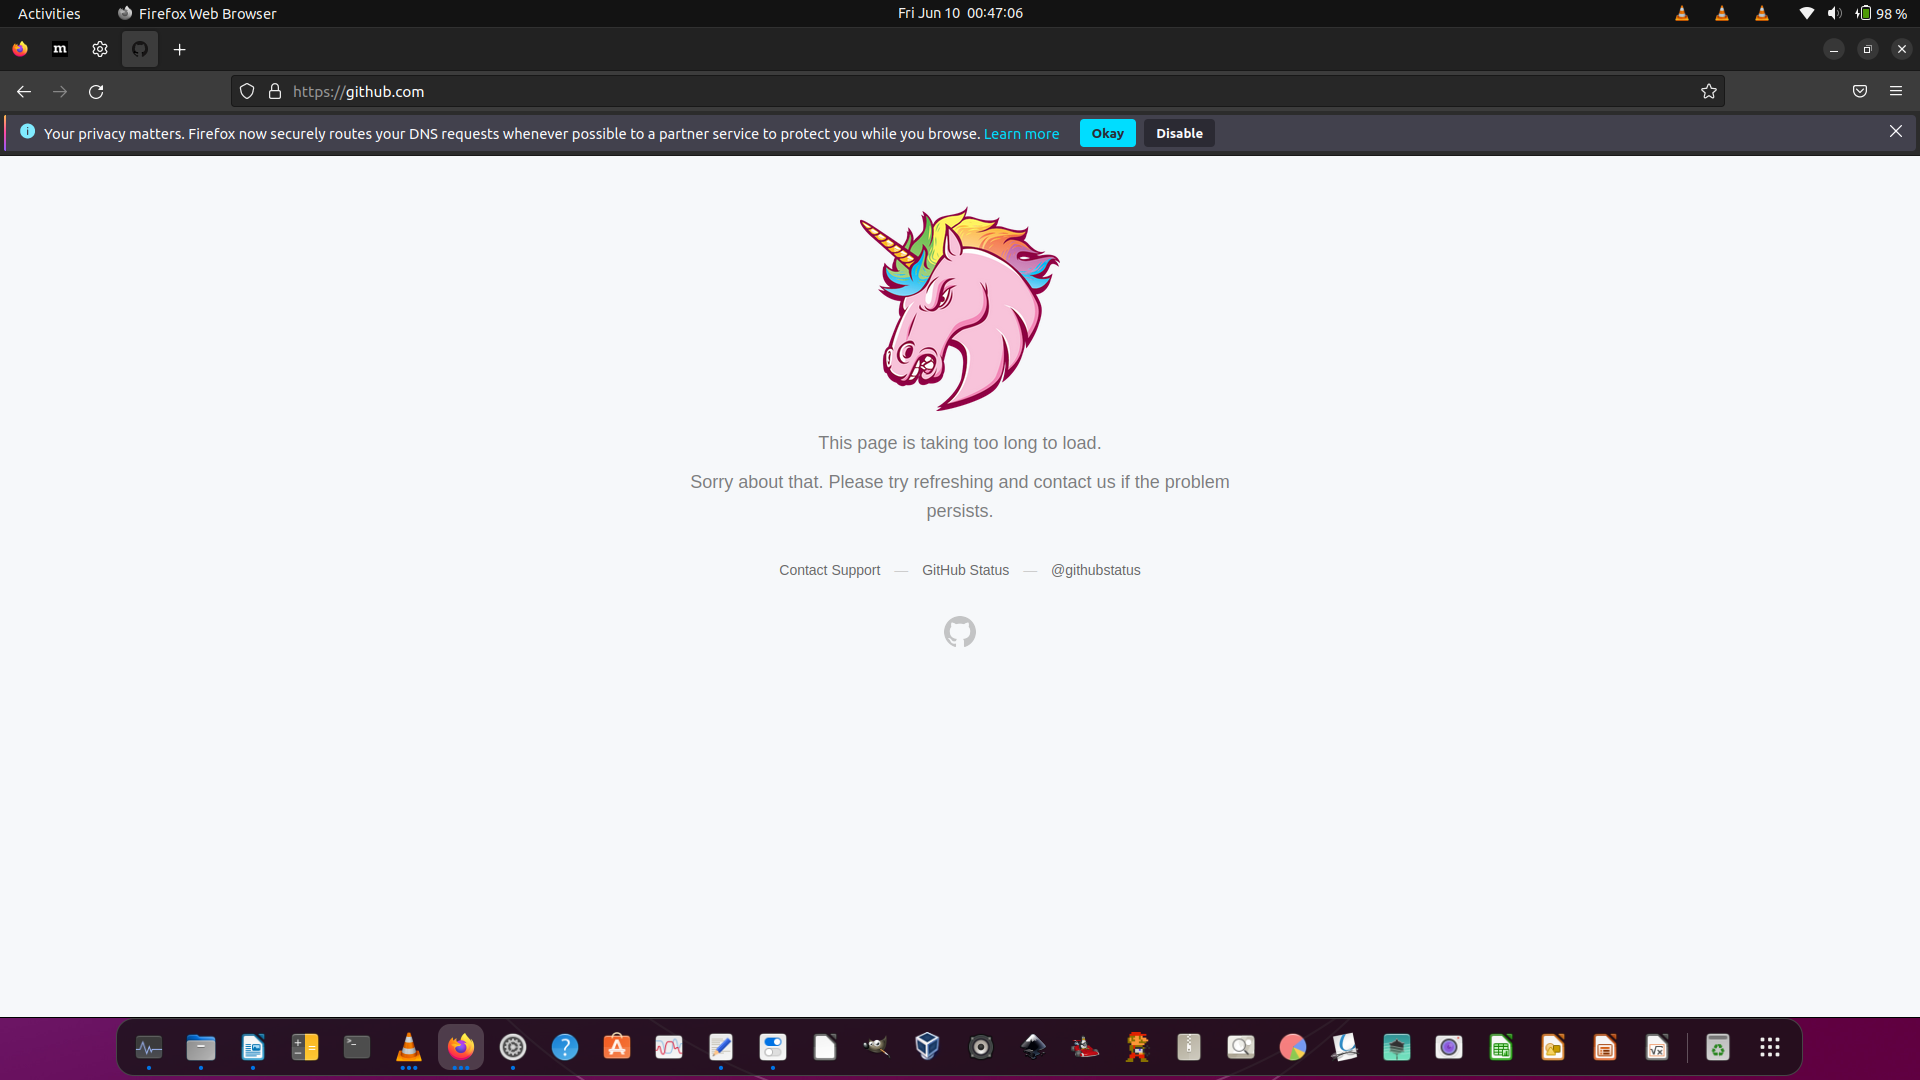 Activities
Firefox Web Browser
Fri Jun 10 00:47:06
98 %
m
https://github.com
Your privacy matters. Firefox now securely routes your DNS requests whenever possible to a partner service to protect you while you browse. Learn more
Okay
Disable
This page is taking too long to load.
Sorry about that. Please try refreshing and contact us if the problem
persists.
Contact Support — GitHub Status — @githubstatus